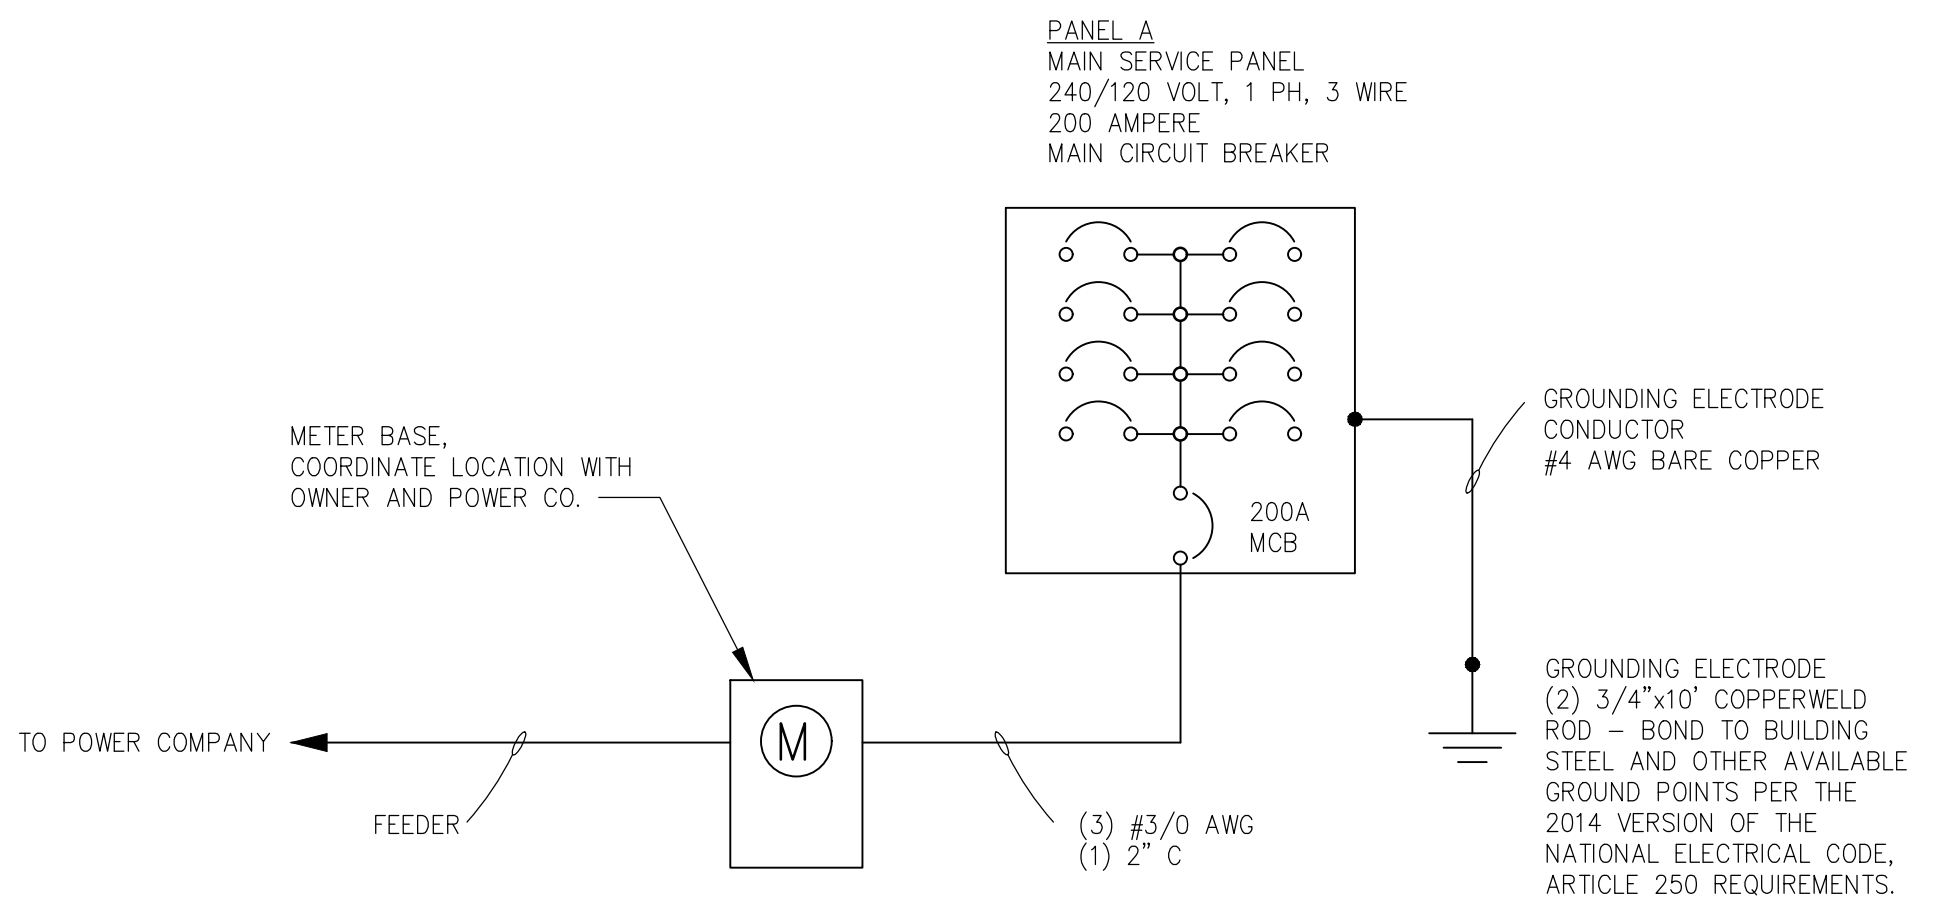 PANEL A
MAIN SERVICE PANEL
240/120 VOLT, 1 PH, 3 WIRE
200 AMPERE
MAIN CIRCUIT BREAKER
200A
MCB
GROUNDING ELECTRODE
CONDUCTOR
#4 AWG BARE COPPER
METER BASE,
COORDINATE LOCATION WITH
OWNER AND POWER CO.
M
TO POWER COMPANY
FEEDER
(3) #3/0 AWG
(1) 2" C
GROUNDING ELECTRODE
(2) 3/4"x10' COPPERWELD
ROD – BOND TO BUILDING
STEEL AND OTHER AVAILABLE
GROUND POINTS PER THE
2014 VERSION OF THE
NATIONAL ELECTRICAL CODE,
ARTICLE 250 REQUIREMENTS.